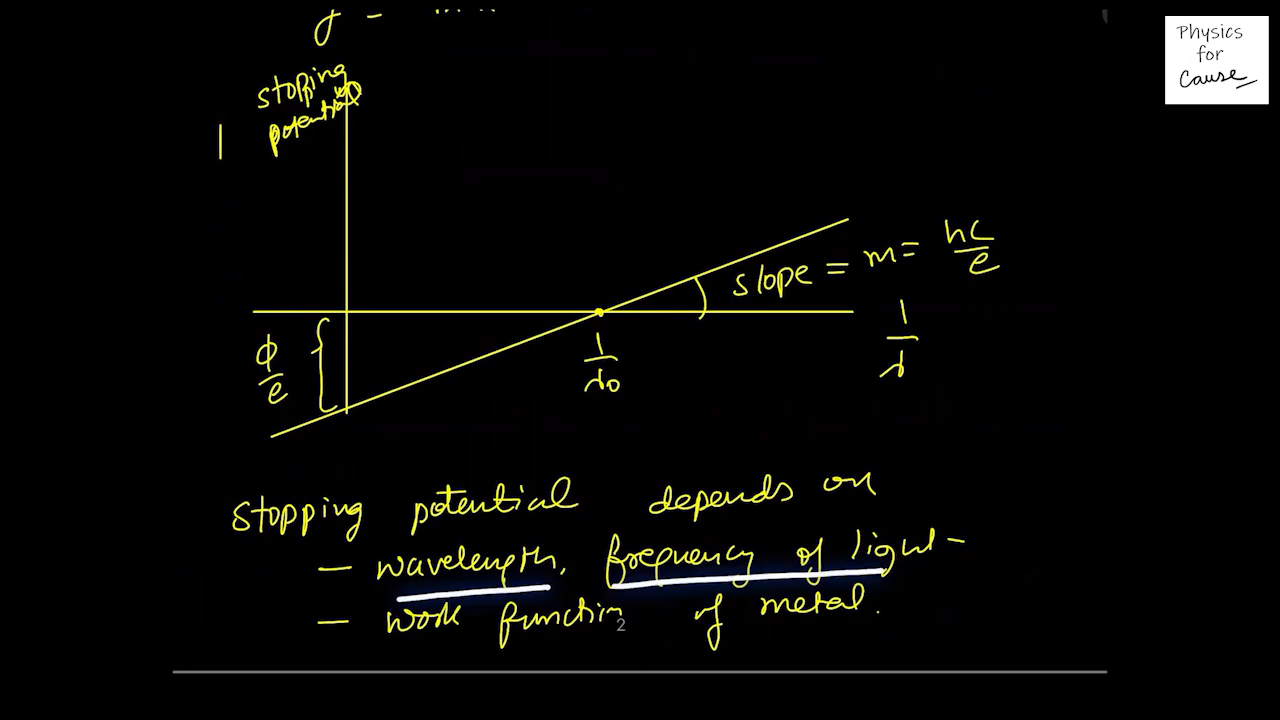 Physics
for
Cause
stopping
potential
slope = m = hc/e
ϕ/e
1/λ0
1/λ
Stopping potential depends on
– wavelength, frequency of light –
– work function of metal.
2